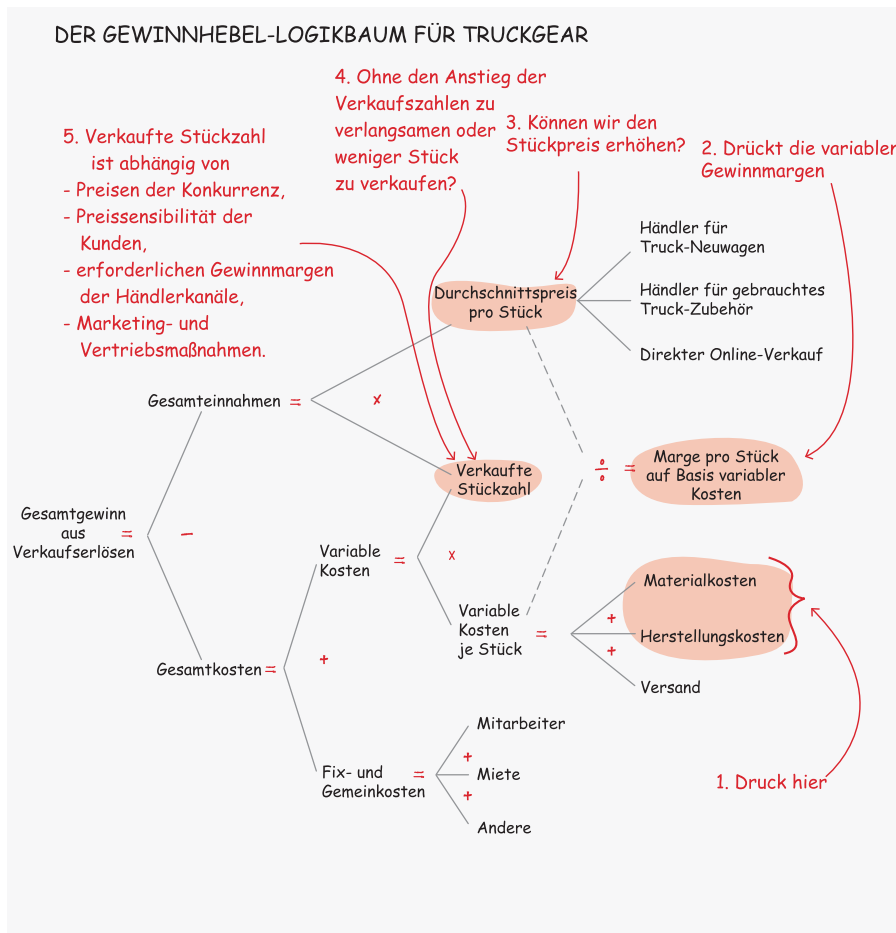 DER GEWINNHEBEL-LOGIKBAUM FÜR TRUCKGEAR
5. Verkaufte Stückzahl
ist abhängig von
- Preisen der Konkurrenz,
- Preissensibilität der
Kunden,
- erforderlichen Gewinnmargen
der Händlerkanäle,
- Marketing- und
Vertriebsmaßnahmen.
4. Ohne den Anstieg der
Verkaufszahlen zu
verlangsamen oder
weniger Stück
zu verkaufen?
3. Können wir den
Stückpreis erhöhen?
2. Drückt die variablen
Gewinnmargen
Händler für
Truck-Neuwagen
Durchschnittspreis
pro Stück
Händler für gebrauchtes
Truck-Zubehör
Direkter Online-Verkauf
Gesamteinnahmen =
x
Verkaufte
Stückzahl
÷ =
Marge pro Stück
auf Basis variabler
Kosten
Gesamtgewinn
aus
Verkaufserlösen
= –
Variable
Kosten
=
x
Variable
Kosten
je Stück
=
Materialkosten
+
Herstellungskosten
+
Versand
Gesamtkosten =
+
Fix- und
Gemeinkosten
=
Mitarbeiter
+
Miete
+
Andere
1. Druck hier